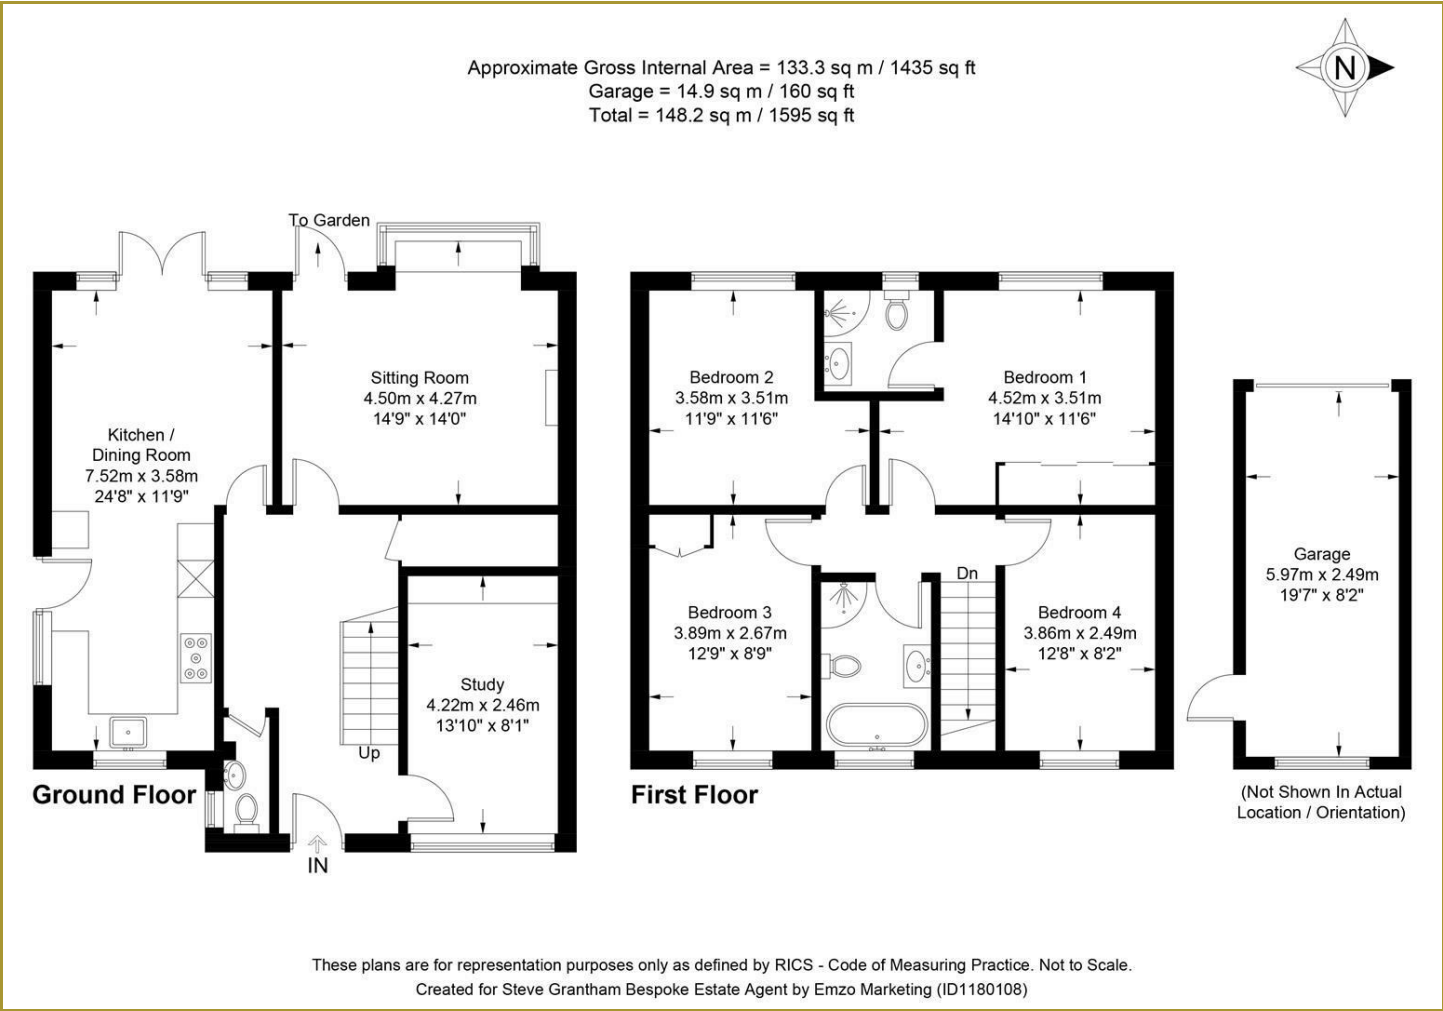 Approximate Gross Internal Area = 133.3 sq m / 1435 sq ft
Garage = 14.9 sq m / 160 sq ft
Total = 148.2 sq m / 1595 sq ft
N
To Garden
Sitting Room
4.50m x 4.27m
14'9" x 14'0"
Kitchen /
Dining Room
7.52m x 3.58m
24'8" x 11'9"
Study
4.22m x 2.46m
13'10" x 8'1"
Up
IN
Ground Floor
Bedroom 2
3.58m x 3.51m
11'9" x 11'6"
Bedroom 1
4.52m x 3.51m
14'10" x 11'6"
Dn
Bedroom 3
3.89m x 2.67m
12'9" x 8'9"
Bedroom 4
3.86m x 2.49m
12'8" x 8'2"
First Floor
Garage
5.97m x 2.49m
19'7" x 8'2"
(Not Shown In Actual
Location / Orientation)
These plans are for representation purposes only as defined by RICS - Code of Measuring Practice. Not to Scale.
Created for Steve Grantham Bespoke Estate Agent by Emzo Marketing (ID1180108)